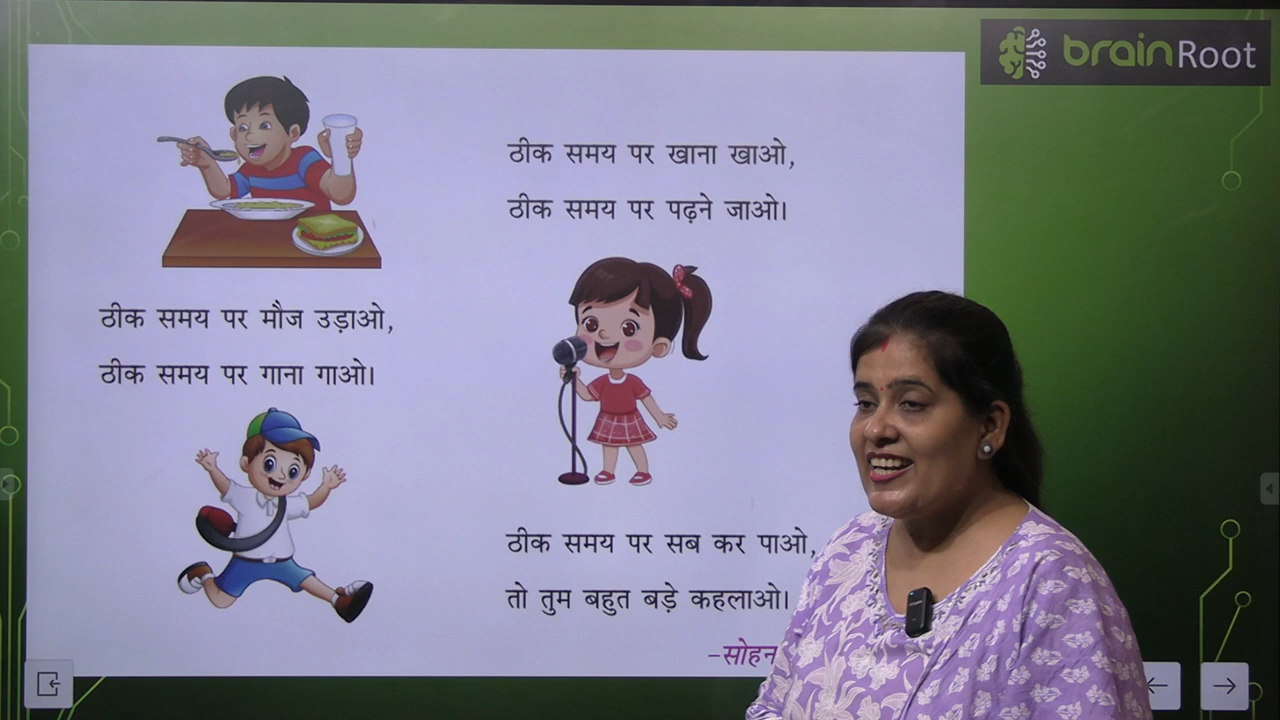 brainRoot
ठीक समय पर खाना खाओ,
ठीक समय पर पढ़ने जाओ।
ठीक समय पर मौज उड़ाओ,
ठीक समय पर गाना गाओ।
ठीक समय पर सब कर पाओ,
तो तुम बहुत बड़े कहलाओ।
–सोहन